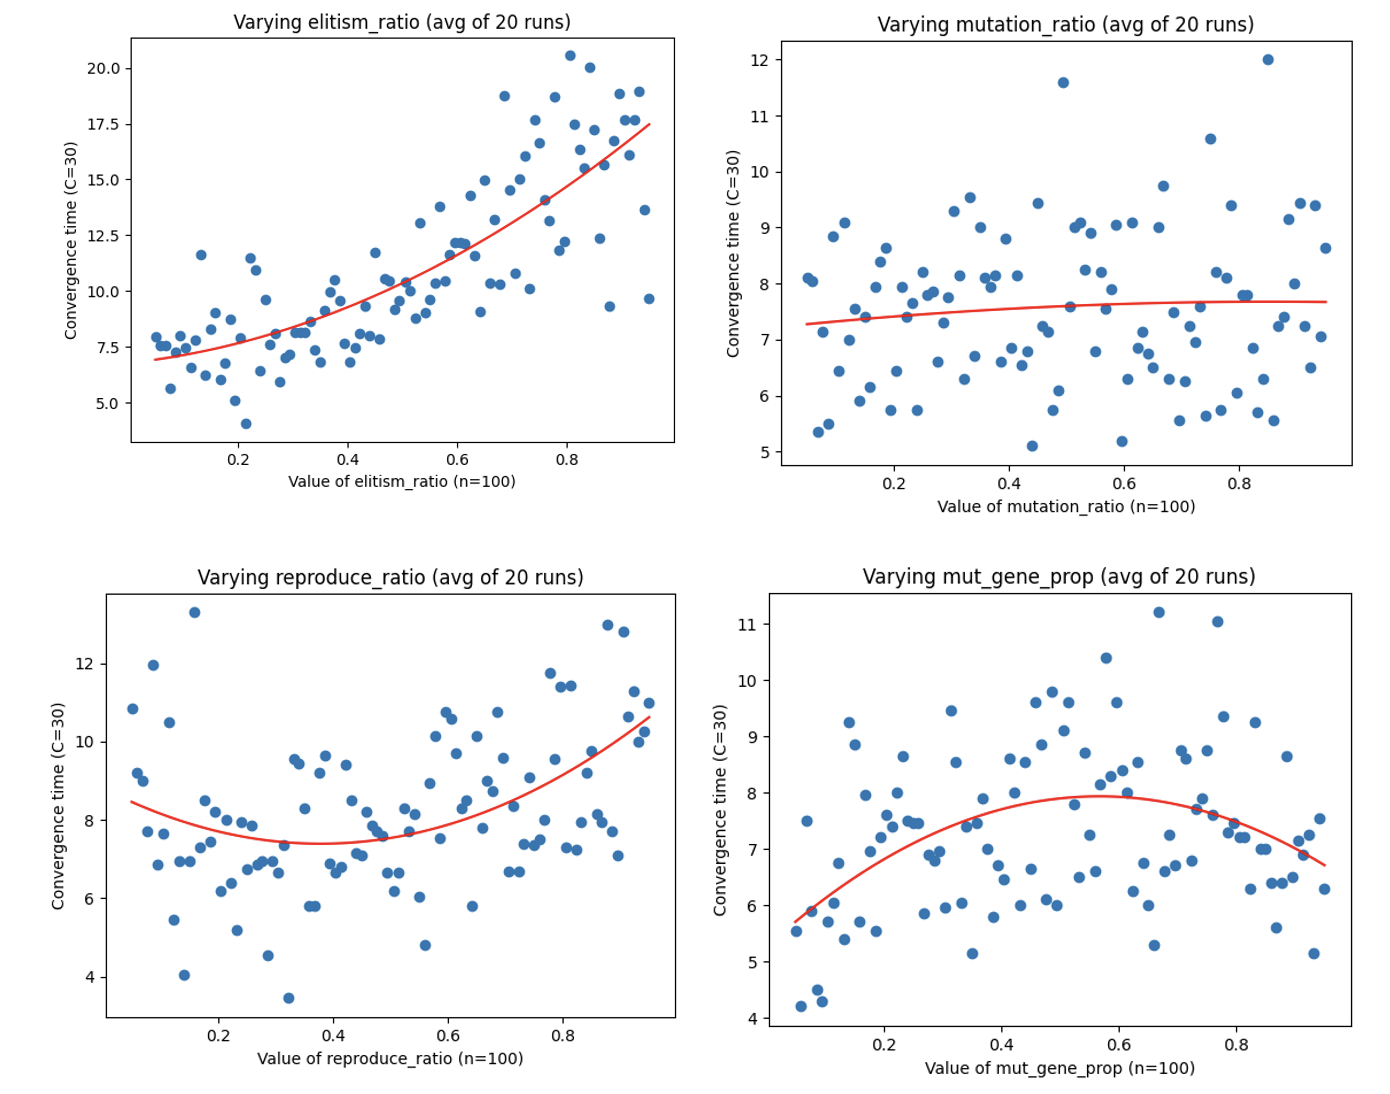 Varying elitism_ratio (avg of 20 runs)
20.0
17.5
15.0
12.5
10.0
7.5
5.0
Convergence time (C=30)
0.2 0.4 0.6 0.8
Value of elitism_ratio (n=100)
Varying mutation_ratio (avg of 20 runs)
12
11
10
9
8
7
6
5
Convergence time (C=30)
0.2 0.4 0.6 0.8
Value of mutation_ratio (n=100)
Varying reproduce_ratio (avg of 20 runs)
12
10
8
6
4
Convergence time (C=30)
0.2 0.4 0.6 0.8
Value of reproduce_ratio (n=100)
Varying mut_gene_prop (avg of 20 runs)
11
10
9
8
7
6
5
4
Convergence time (C=30)
0.2 0.4 0.6 0.8
Value of mut_gene_prop (n=100)